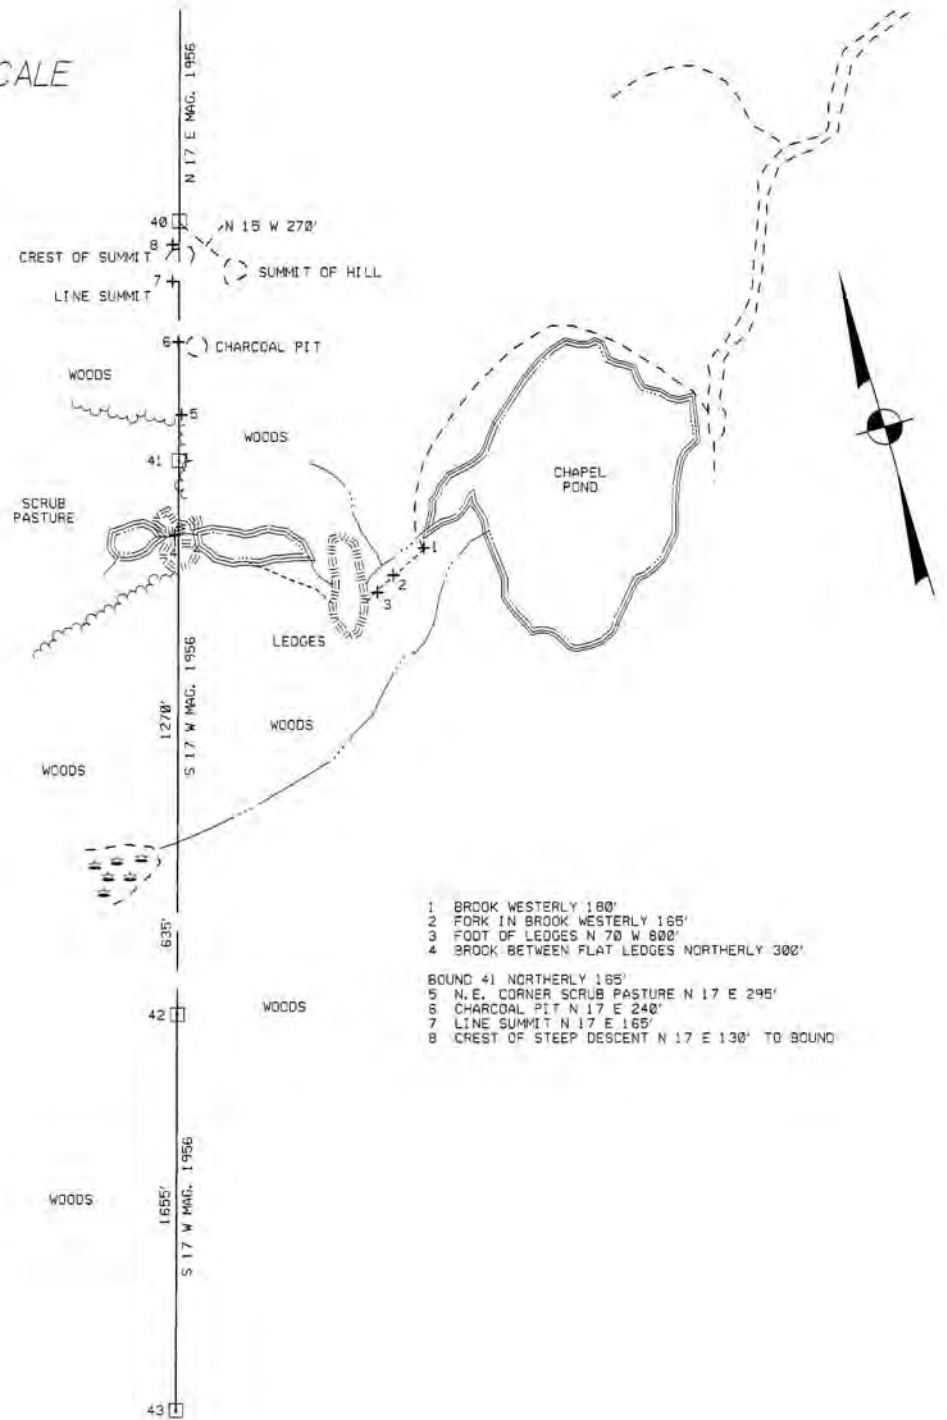 CALE
N 17 E MAG. 1956
40
N 15 W 270'
8
CREST OF SUMMIT
SUMMIT OF HILL
7
LINE SUMMIT
6
CHARCOAL PIT
WOODS
5
WOODS
41
CHAPEL
POND
SCRUB
PASTURE
4
1
2
3
LEDGES
S 17 W MAG. 1956
1270'
WOODS
WOODS
1 BROOK WESTERLY 180'
2 FORK IN BROOK WESTERLY 165'
3 FOOT OF LEDGES N 70 W 800'
4 BROOK BETWEEN FLAT LEDGES NORTHERLY 300'
635'
BOUND 41 NORTHERLY 165'
5 N.E. CORNER SCRUB PASTURE N 17 E 295'
6 CHARCOAL PIT N 17 E 240'
7 LINE SUMMIT N 17 E 165'
8 CREST OF STEEP DESCENT N 17 E 130' TO BOUND
42
WOODS
S 17 W MAG. 1956
1655'
WOODS
43